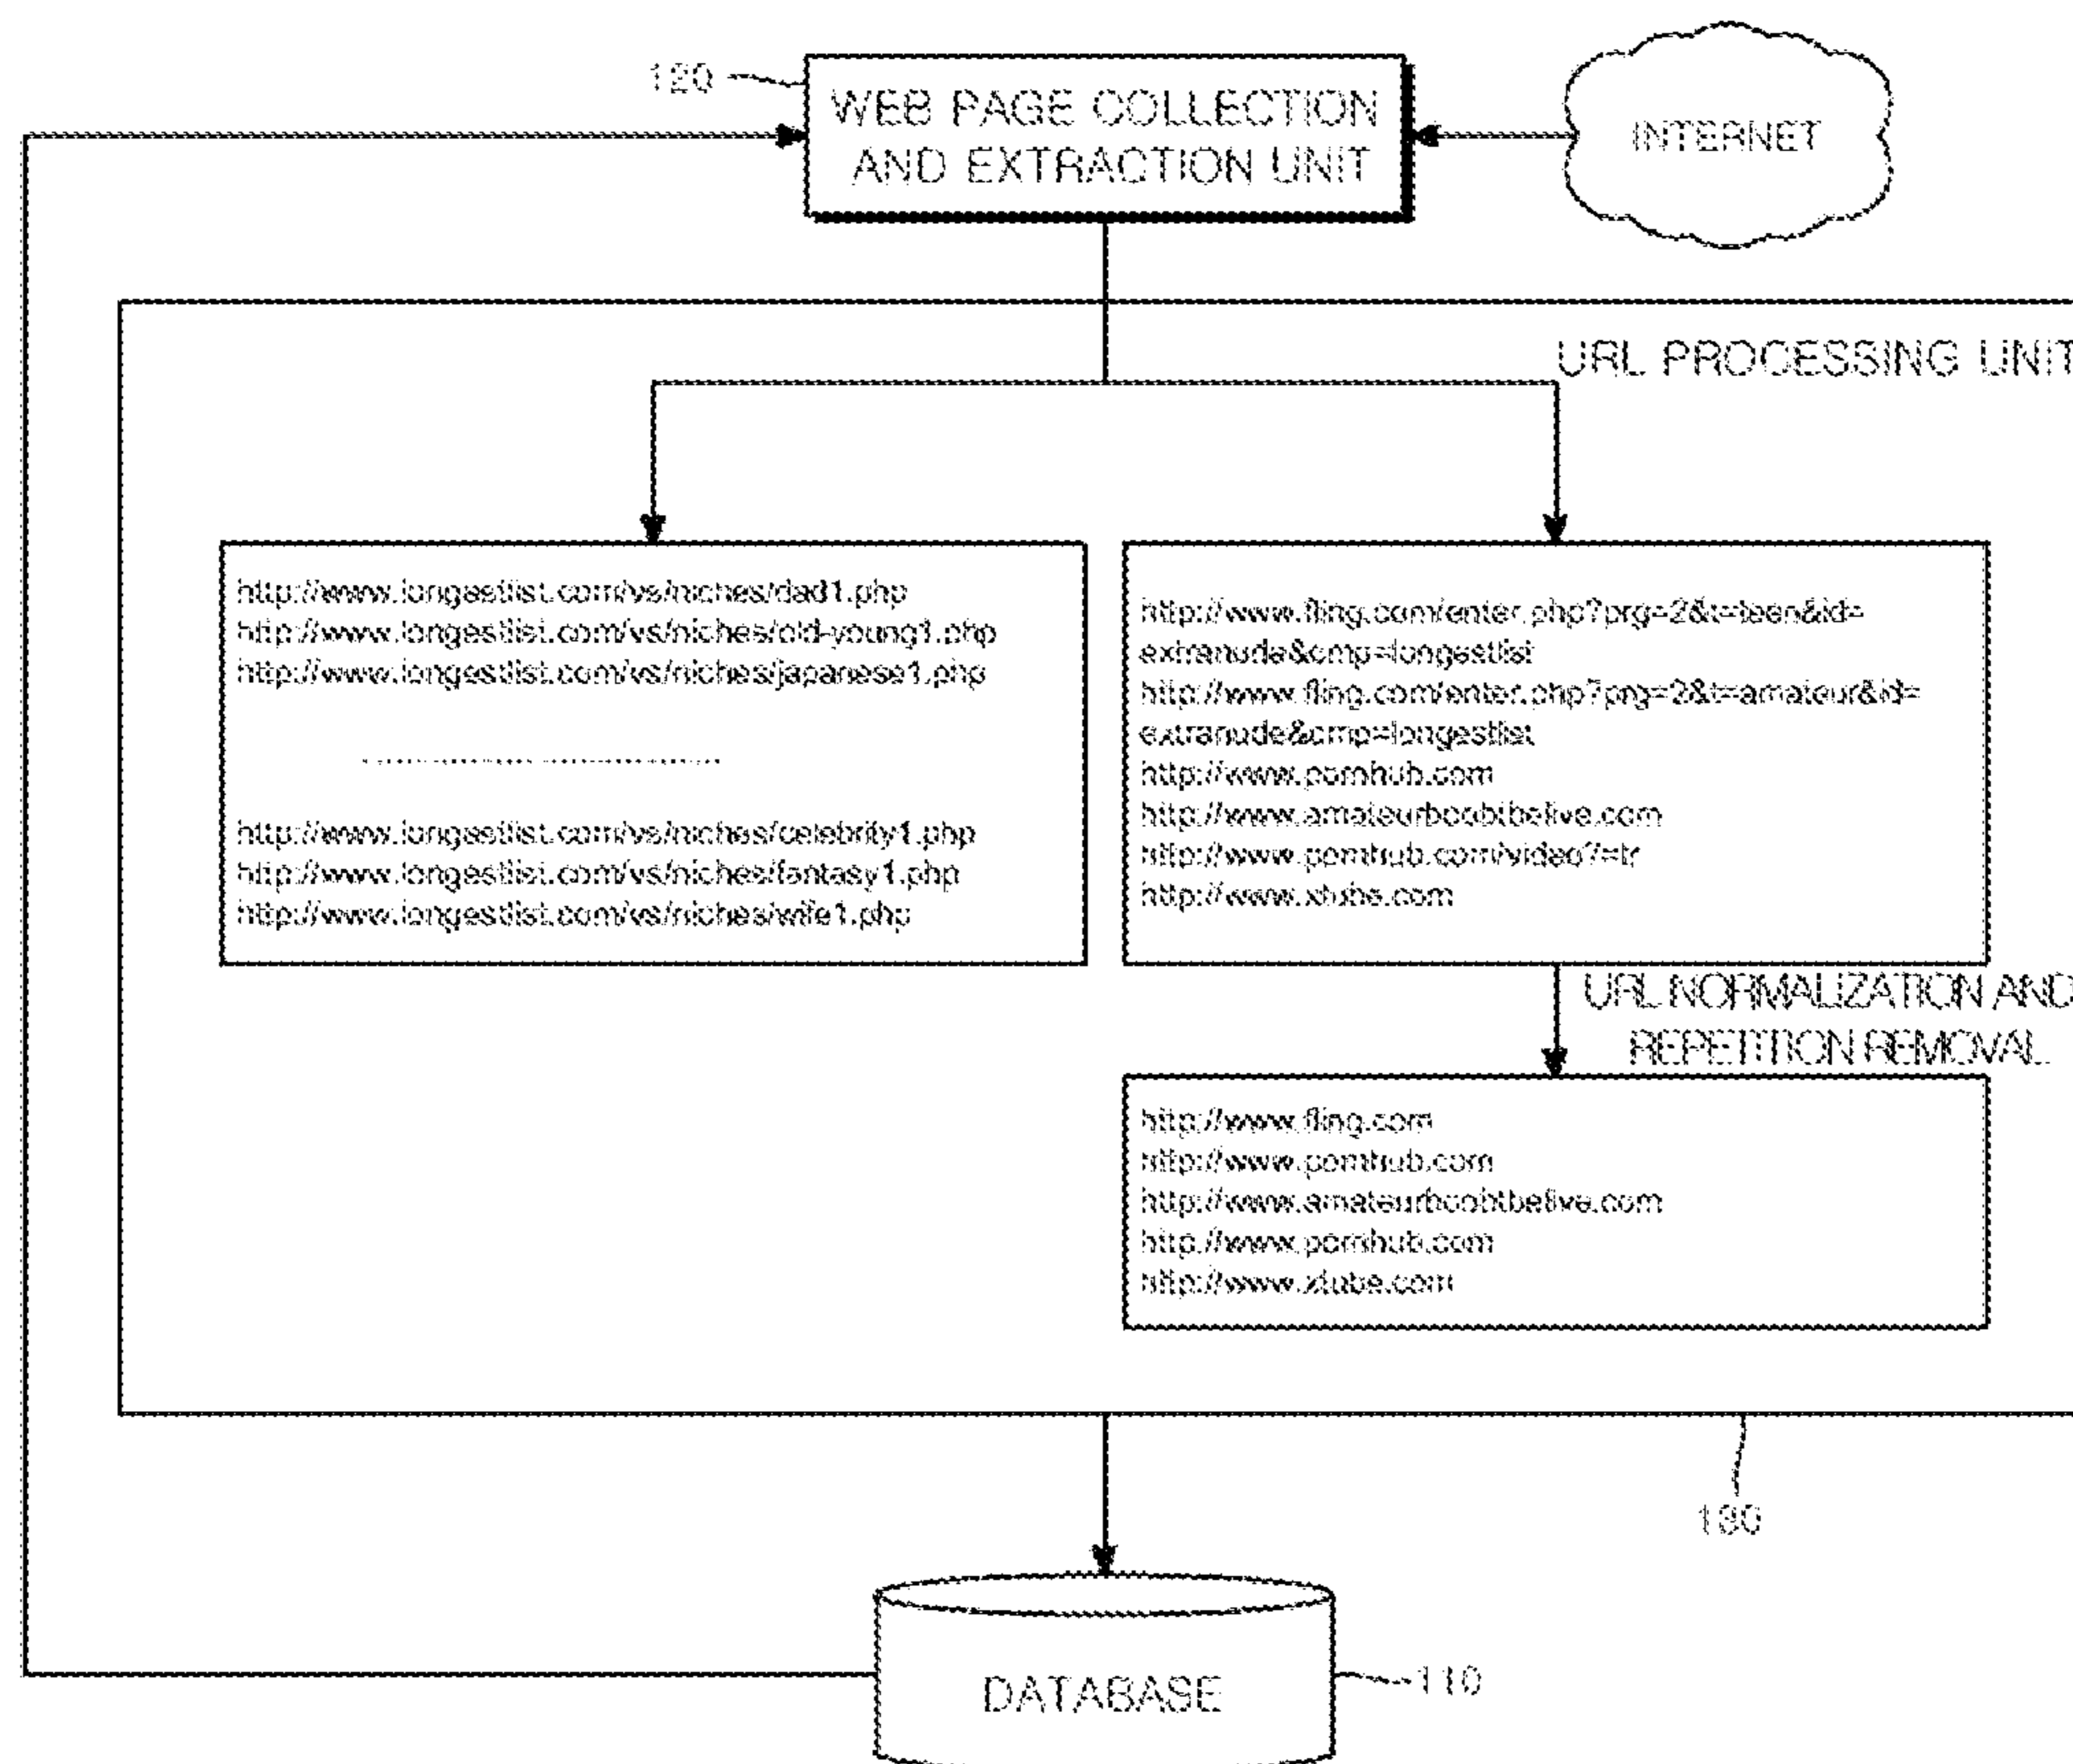 120
WEB PAGE COLLECTION
AND EXTRACTION UNIT
INTERNET
URL PROCESSING UNIT
http://www.longestlist.com/vs/niches/dad1.php
http://www.longestlist.com/vs/niches/old-young1.php
http://www.longestlist.com/vs/niches/japanese1.php
http://www.longestlist.com/vs/niches/celebrity1.php
http://www.longestlist.com/vs/niches/fantasy1.php
http://www.longestlist.com/vs/niches/wife1.php
http://www.fling.com/enter.php?prg=2&t=teen&id=
extranude&cmp=longestlist
http://www.fling.com/enter.php?prg=2&t=amateur&id=
extranude&cmp=longestlist
http://www.pornhub.com
http://www.amateurboobtbelive.com
http://www.pornhub.com/video?=tr
http://www.xtube.com
URL NORMALIZATION AND
REPETITION REMOVAL
http://www.fling.com
http://www.pornhub.com
http://www.amateurboobtbelive.com
http://www.pornhub.com
http://www.xtube.com
130
DATABASE
110